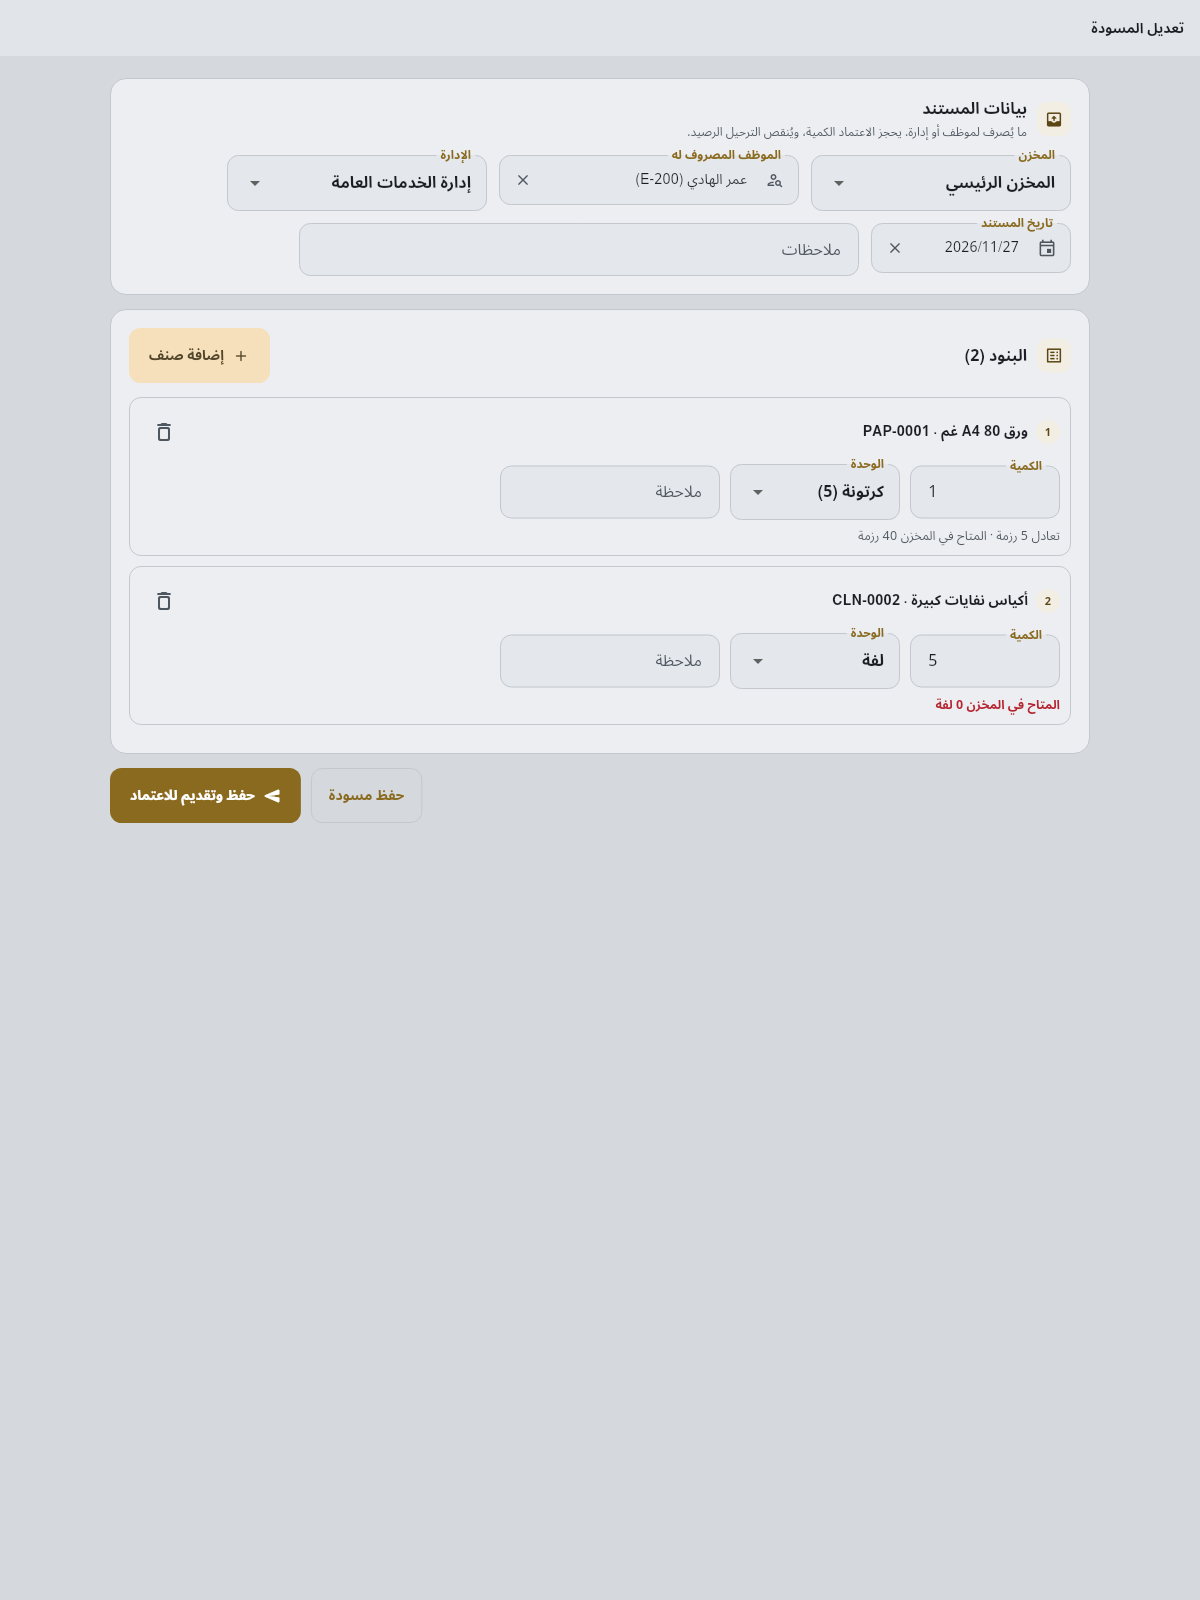 تعديل المسودة
بيانات المستند
ما يُصرف لموظف أو إدارة. يحجز الاعتماد الكمية، ويُنقص الترحيل الرصيد.
المخزن
المخزن الرئيسي
الموظف المصروف له
عمر الهادي (E-200)
الإدارة
إدارة الخدمات العامة
تاريخ المستند
2026/11/27
ملاحظات
البنود (2)
إضافة صنف
1
ورق A4 80 غم · PAP-0001
الكمية
1
الوحدة
كرتونة (5)
ملاحظة
تعادل 5 رزمة · المتاح في المخزن 40 رزمة
2
أكياس نفايات كبيرة · CLN-0002
الكمية
5
الوحدة
لفة
ملاحظة
المتاح في المخزن 0 لفة
حفظ مسودة
حفظ وتقديم للاعتماد